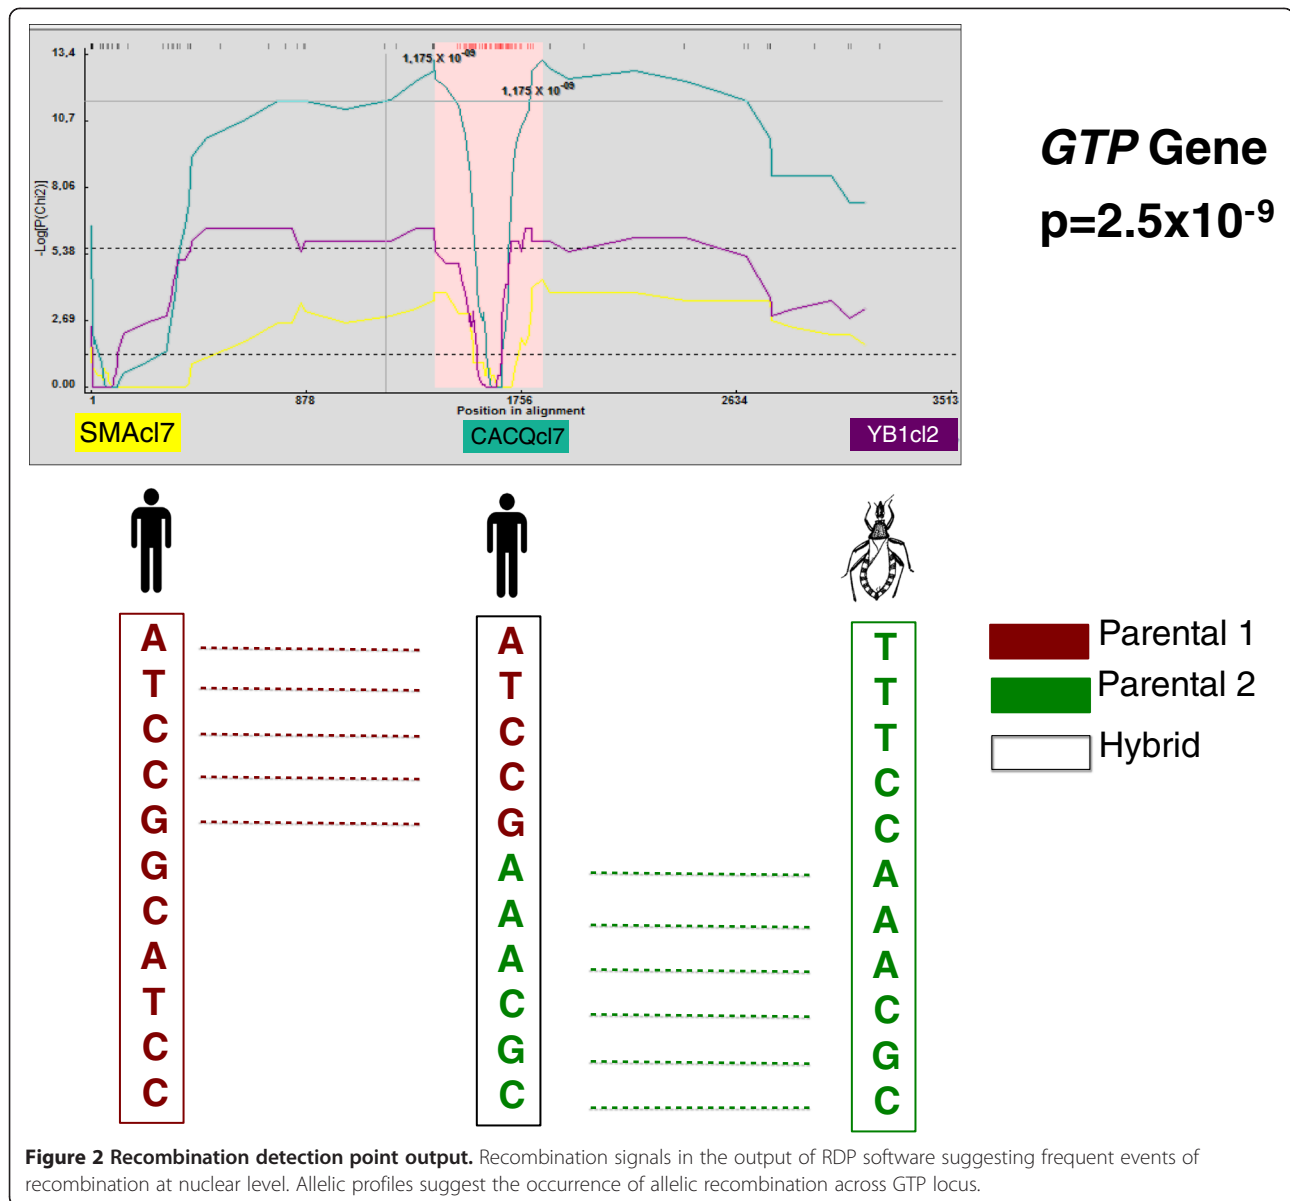 13,4
10,7
8,06
5,38
2,69
0.00
-Log[P(Chi2)]
1,175 X 10-09
1,175 X 10-09
1
878
1756
2634
3513
Position in alignment
SMAcl7
CACQcl7
YB1cl2
GTP Gene
p=2.5x10-9
A
T
C
C
G
G
C
A
T
C
C
A
T
C
C
G
A
A
A
C
G
C
T
T
T
C
C
A
A
A
C
G
C
Parental 1
Parental 2
Hybrid
Figure 2 Recombination detection point output. Recombination signals in the output of RDP software suggesting frequent events of
recombination at nuclear level. Allelic profiles suggest the occurrence of allelic recombination across GTP locus.